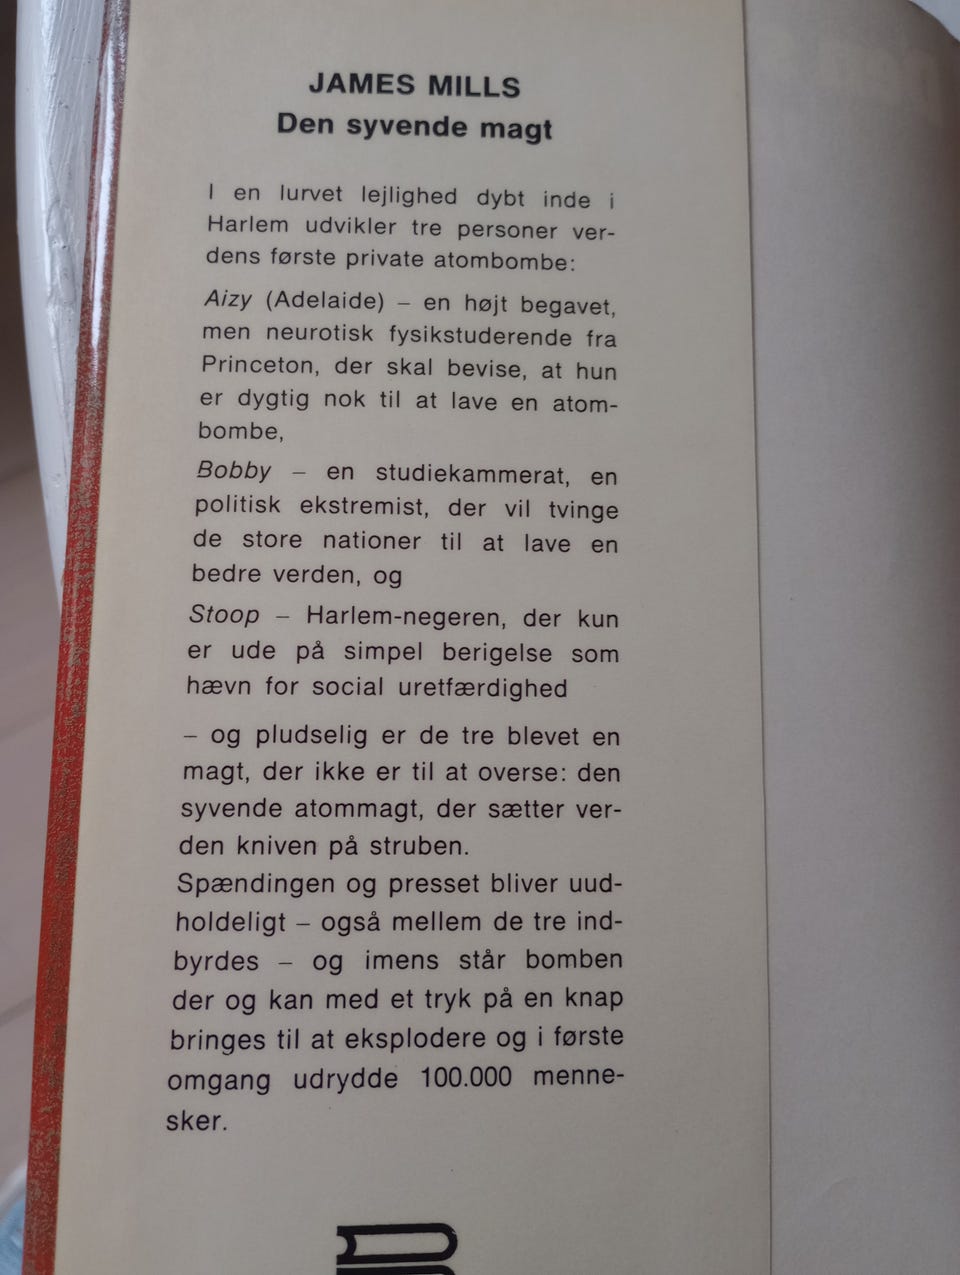 JAMES MILLS
Den syvende magt
I en lurvet lejlighed dybt inde i
Harlem udvikler tre personer ver-
dens første private atombombe:
Aizy (Adelaide) – en højt begavet,
men neurotisk fysikstuderende fra
Princeton, der skal bevise, at hun
er dygtig nok til at lave en atom-
bombe,
Bobby – en studiekammerat, en
politisk ekstremist, der vil tvinge
de store nationer til at lave en
bedre verden, og
Stoop – Harlem-negeren, der kun
er ude på simpel berigelse som
hævn for social uretfærdighed
– og pludselig er de tre blevet en
magt, der ikke er til at overse: den
syvende atommagt, der sætter ver-
den kniven på struben.
Spændingen og presset bliver uud-
holdeligt – også mellem de tre ind-
byrdes – og imens står bomben
der og kan med et tryk på en knap
bringes til at eksplodere og i første
omgang udrydde 100.000 menne-
sker.